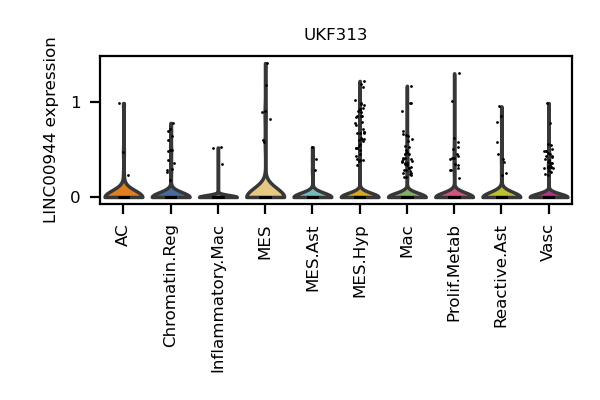 UKF313
LINC00944 expression
1
0
AC
Chromatin.Reg
Inflammatory.Mac
MES
MES.Ast
MES.Hyp
Mac
Prolif.Metab
Reactive.Ast
Vasc